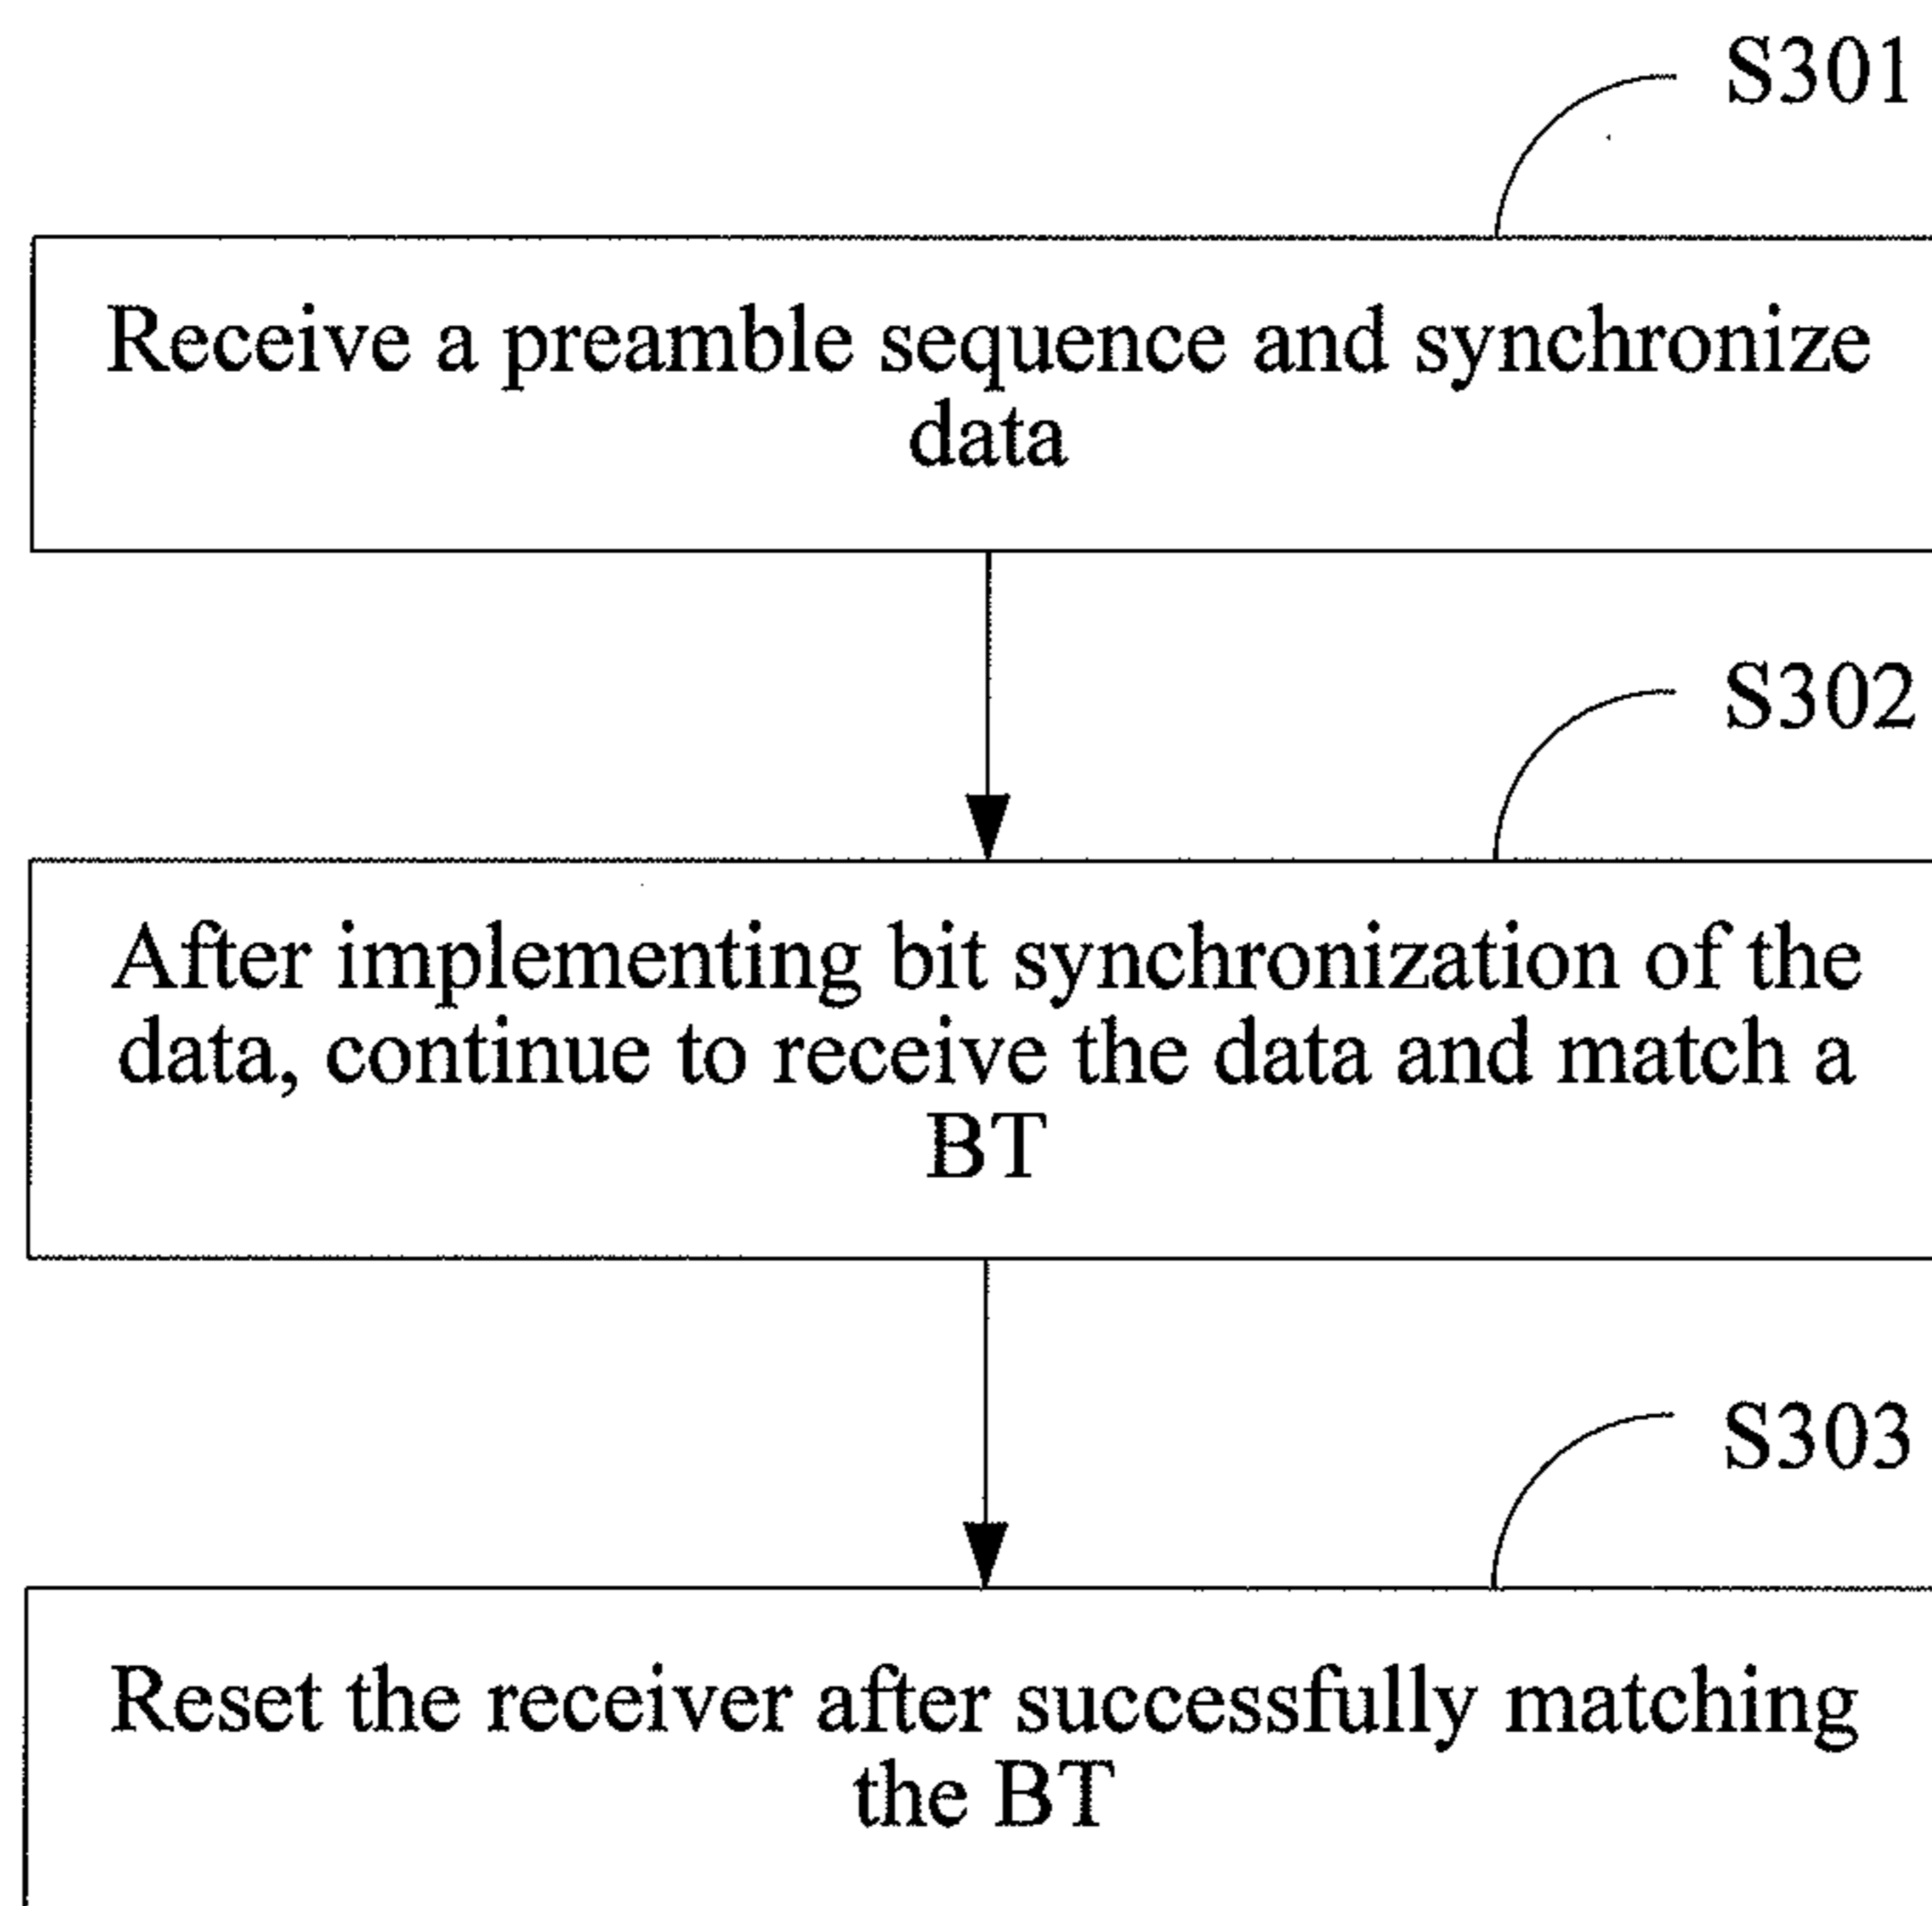 S301
Receive a preamble sequence and synchronize
data
S302
After implementing bit synchronization of the
data, continue to receive the data and match a
BT
S303
Reset the receiver after successfully matching
the BT